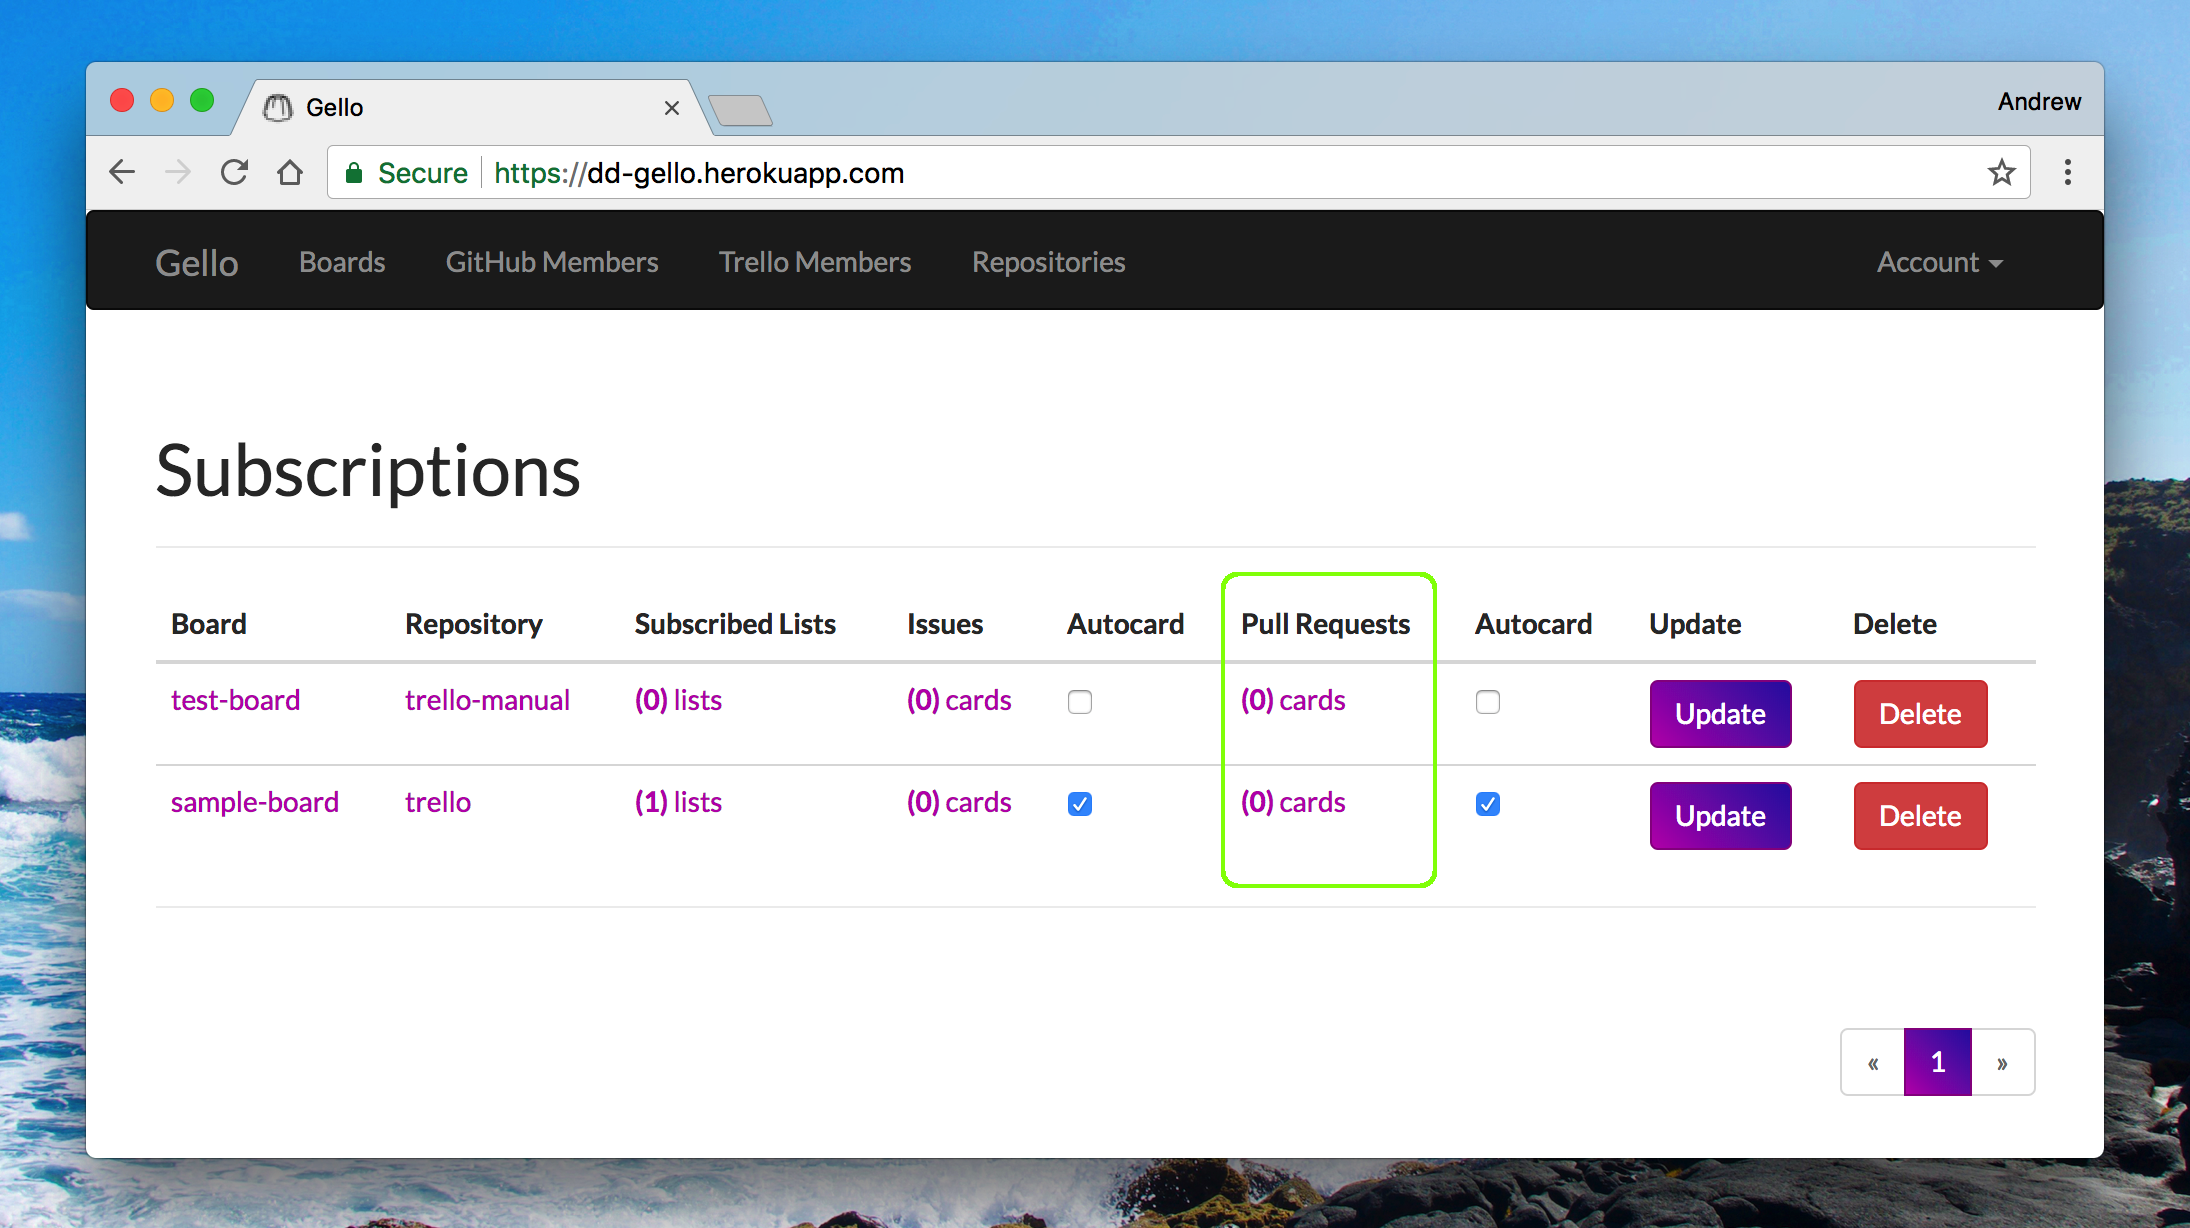 Gello
Andrew
Secure https://dd-gello.herokuapp.com
Gello Boards GitHub Members Trello Members Repositories Account
Subscriptions
Board Repository Subscribed Lists Issues Autocard Pull Requests Autocard Update Delete
test-board trello-manual (0) lists (0) cards (0) cards Update Delete
sample-board trello (1) lists (0) cards (0) cards Update Delete
« 1 »